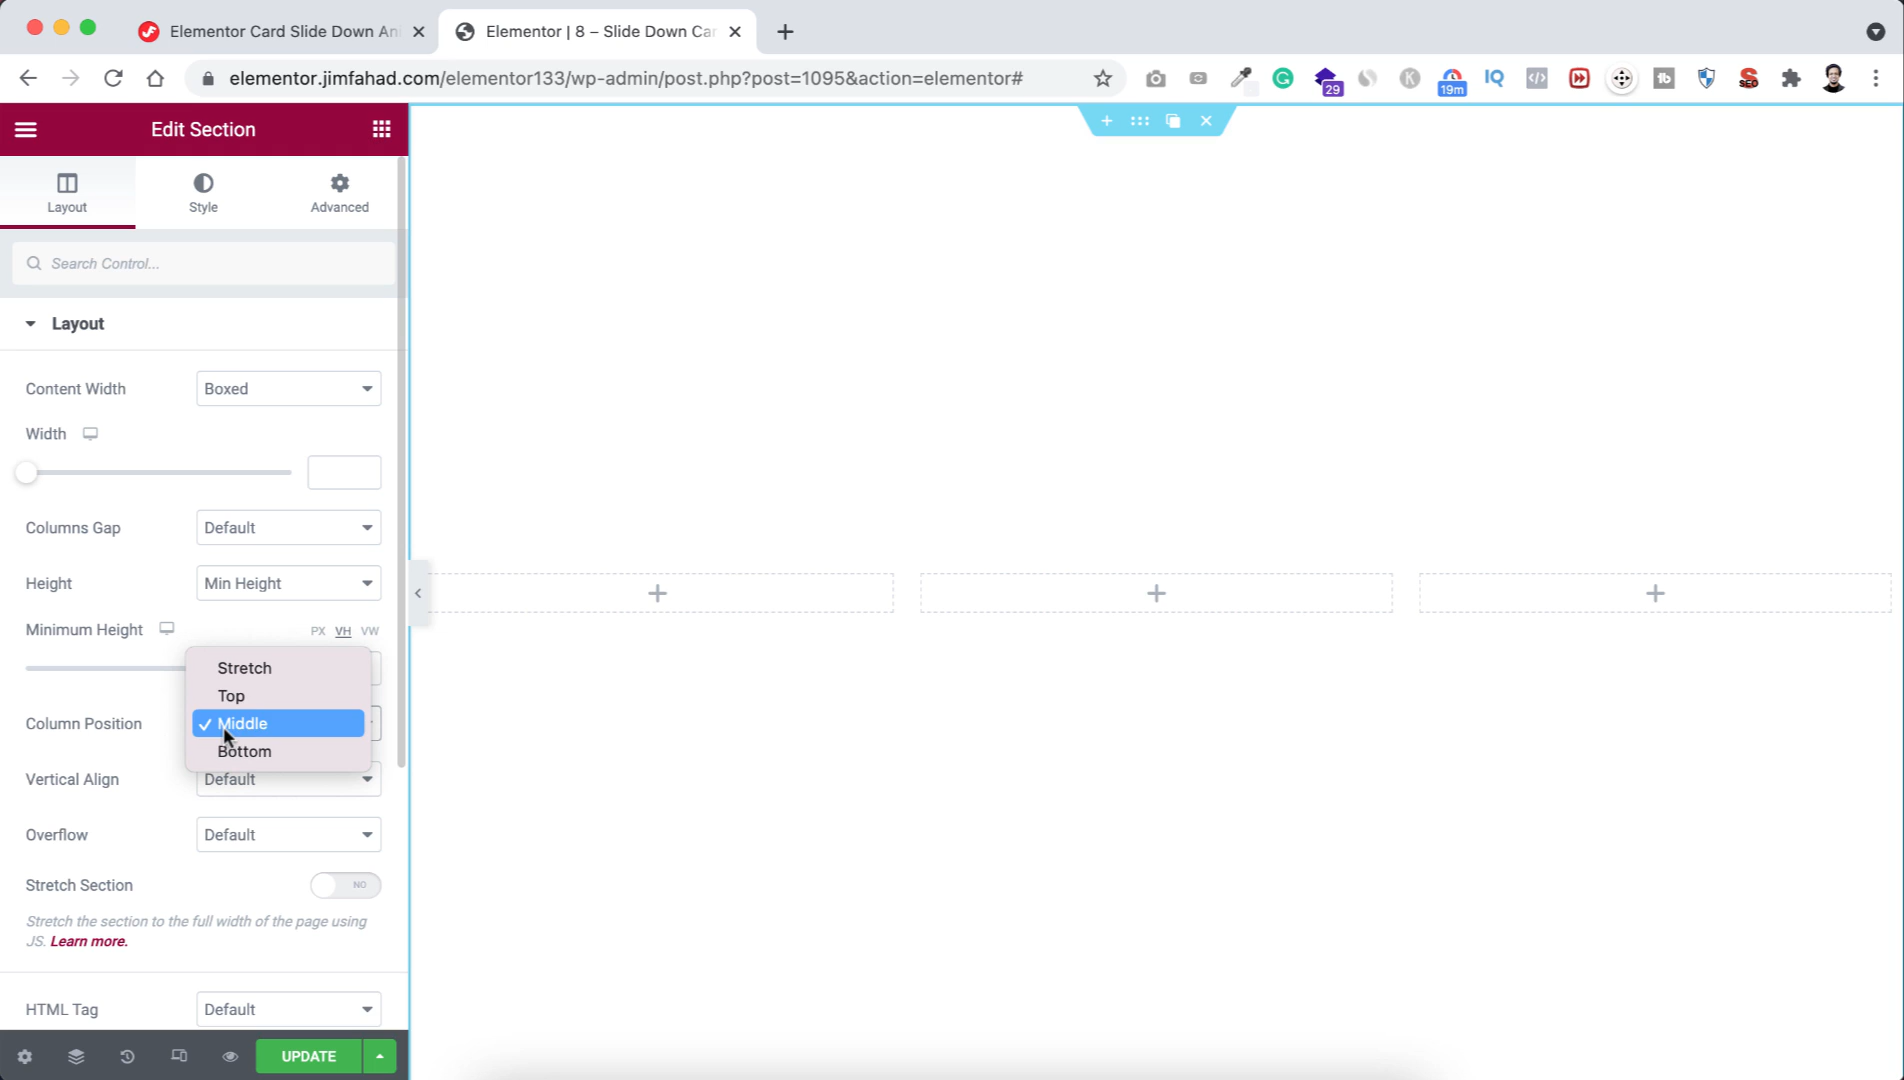 Elementor Card Slide Down An
Elementor | 8 – Slide Down Car
elementor.jimfahad.com/elementor133/wp-admin/post.php?post=1095&action=elementor#
29
19m
IQ
SEO
Edit Section
Layout
Style
Advanced
Search Control...
Layout
Content Width
Boxed
Width
Columns Gap
Default
Height
Min Height
Minimum Height
PX VH VW
Stretch
Top
Column Position
Middle
Bottom
Vertical Align
Default
Overflow
Default
Stretch Section
NO
Stretch the section to the full width of the page using
JS. Learn more.
HTML Tag
Default
UPDATE